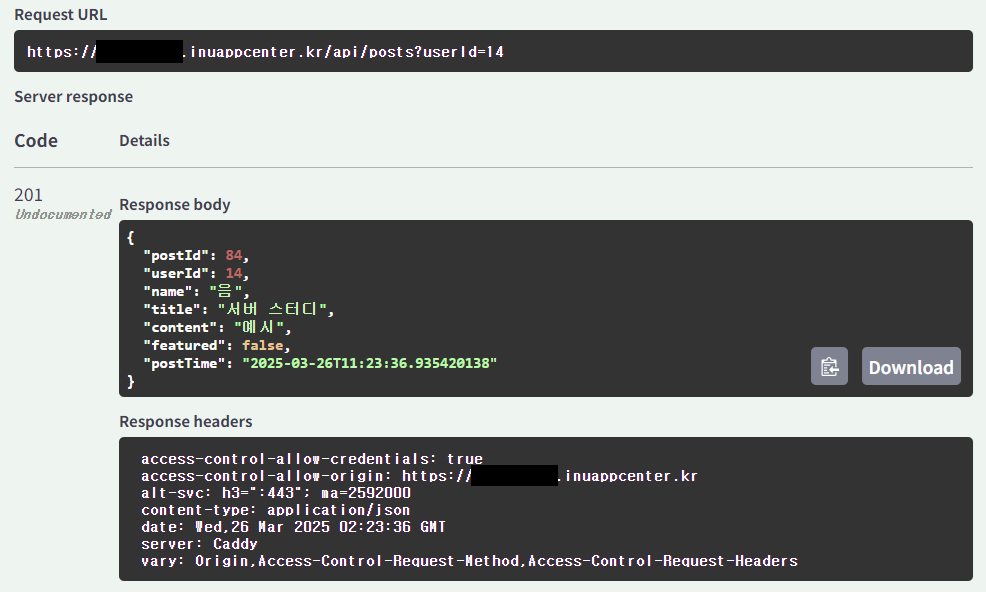 Request URL
https:// .inuappcenter.kr/api/posts?userId=14
Server response
Code Details
201
Undocumented
Response body
{
"postId": 84,
"userId": 14,
"name": "음",
"title": "서버 스터디",
"content": "예시",
"featured": false,
"postTime": "2025-03-26T11:23:36.935420138"
}
Download
Response headers
access-control-allow-credentials: true
access-control-allow-origin: https:// .inuappcenter.kr
alt-svc: h3=":443"; ma=2592000
content-type: application/json
date: Wed,26 Mar 2025 02:23:36 GMT
server: Caddy
vary: Origin,Access-Control-Request-Method,Access-Control-Request-Headers